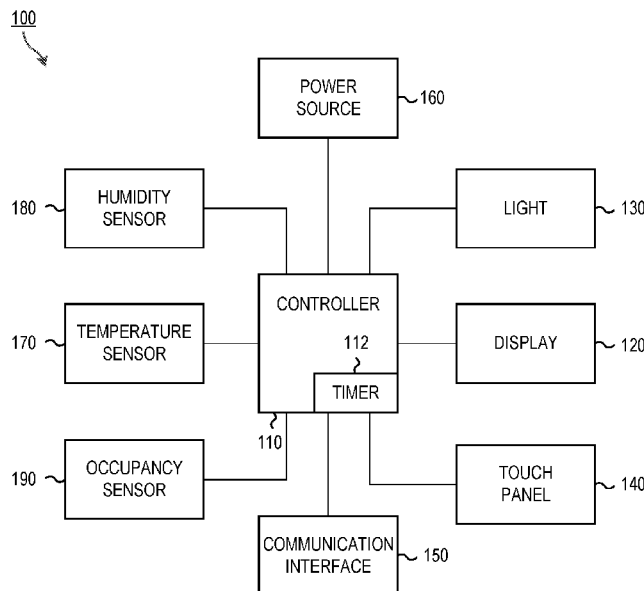 100
POWER
SOURCE
160
180
HUMIDITY
SENSOR
LIGHT
130
CONTROLLER
170
TEMPERATURE
SENSOR
112
DISPLAY
120
TIMER
110
190
OCCUPANCY
SENSOR
TOUCH
PANEL
140
COMMUNICATION
INTERFACE
150